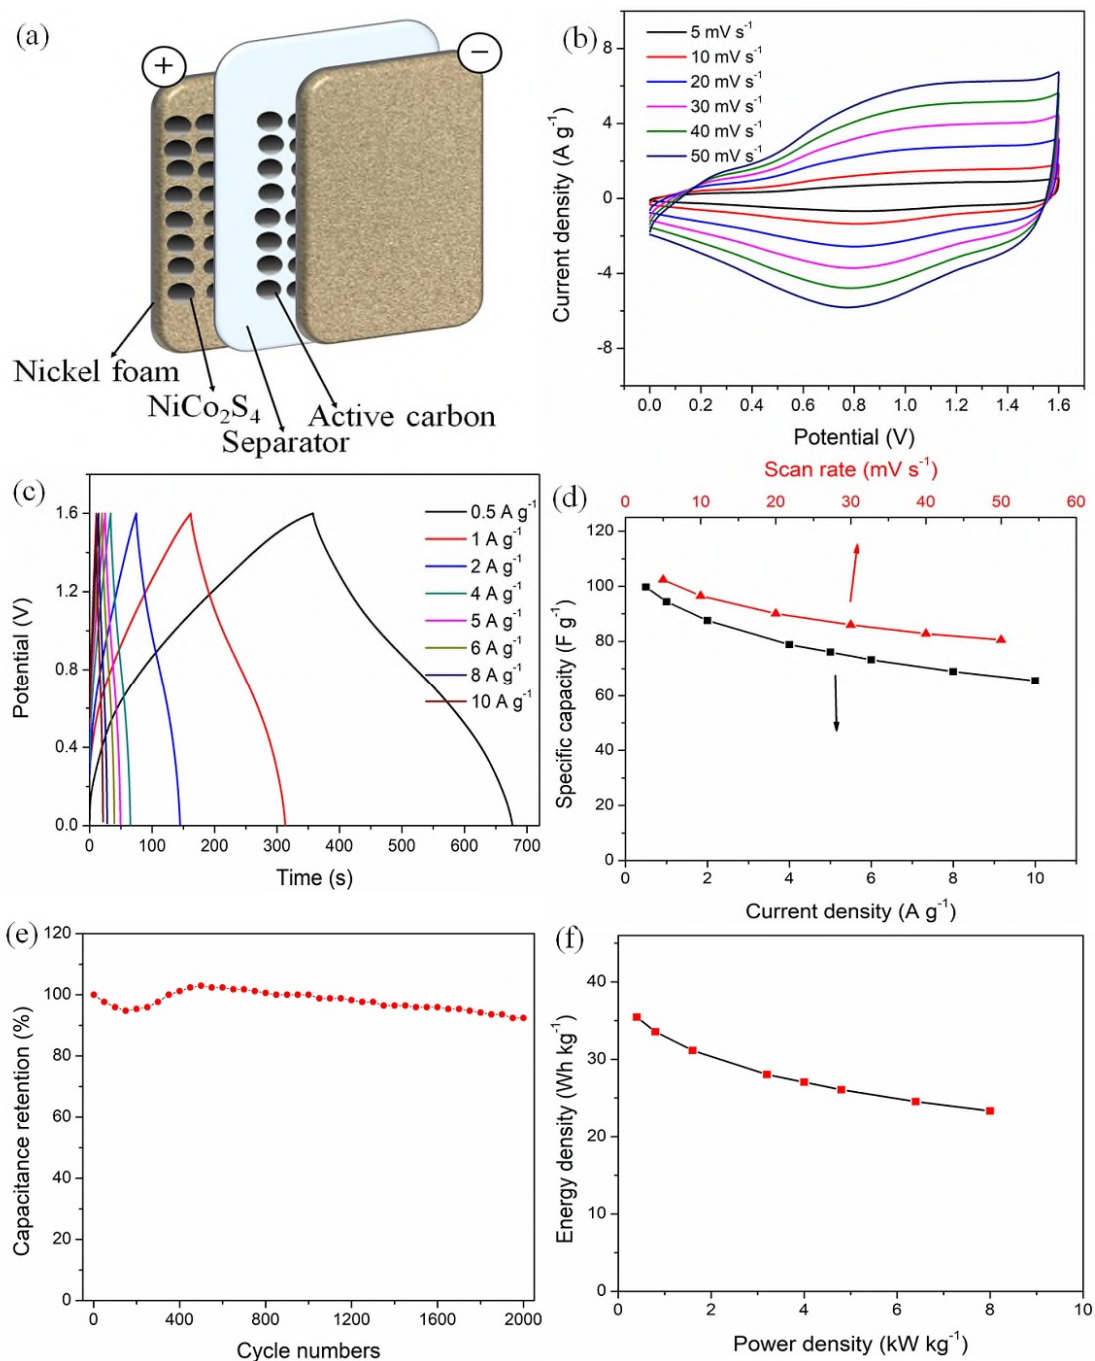 (a)
+
−
Nickel foam
NiCo₂S₄
Active carbon
Separator
(b)
5 mV s⁻¹
10 mV s⁻¹
20 mV s⁻¹
30 mV s⁻¹
40 mV s⁻¹
50 mV s⁻¹
Current density (A g⁻¹)
8
4
0
-4
-8
0.0 0.2 0.4 0.6 0.8 1.0 1.2 1.4 1.6
Potential (V)
(c)
0.5 A g⁻¹
1 A g⁻¹
2 A g⁻¹
4 A g⁻¹
5 A g⁻¹
6 A g⁻¹
8 A g⁻¹
10 A g⁻¹
Potential (V)
1.6
1.2
0.8
0.4
0.0
0 100 200 300 400 500 600 700
Time (s)
Scan rate (mV s⁻¹)
(d)
0 10 20 30 40 50 60
Specific capacity (F g⁻¹)
120
100
80
60
40
20
0
0 2 4 6 8 10
Current density (A g⁻¹)
(e)
Capacitance retention (%)
120
100
80
60
40
20
0
0 400 800 1200 1600 2000
Cycle numbers
(f)
Energy density (Wh kg⁻¹)
40
30
20
10
0
0 2 4 6 8 10
Power density (kW kg⁻¹)